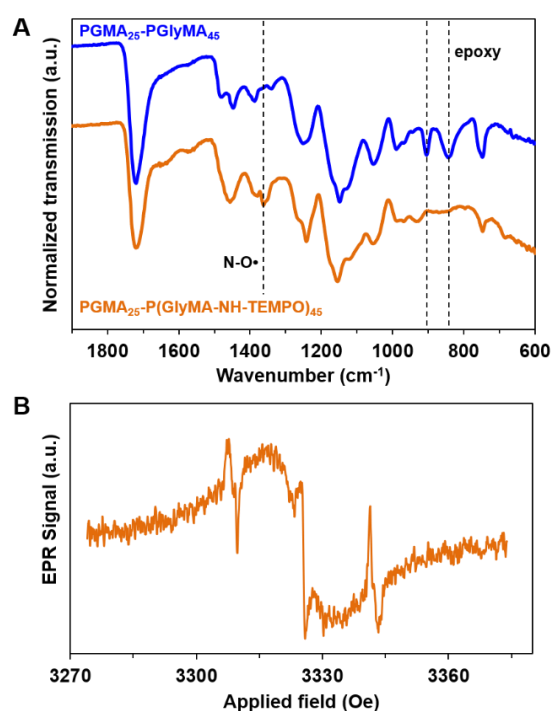 A
PGMA₂₅-PGlyMA₄₅
epoxy
Normalized transmission (a.u.)
N-O•
PGMA₂₅-P(GlyMA-NH-TEMPO)₄₅
1800 1600 1400 1200 1000 800 600
Wavenumber (cm⁻¹)
B
EPR Signal (a.u.)
3270 3300 3330 3360
Applied field (Oe)